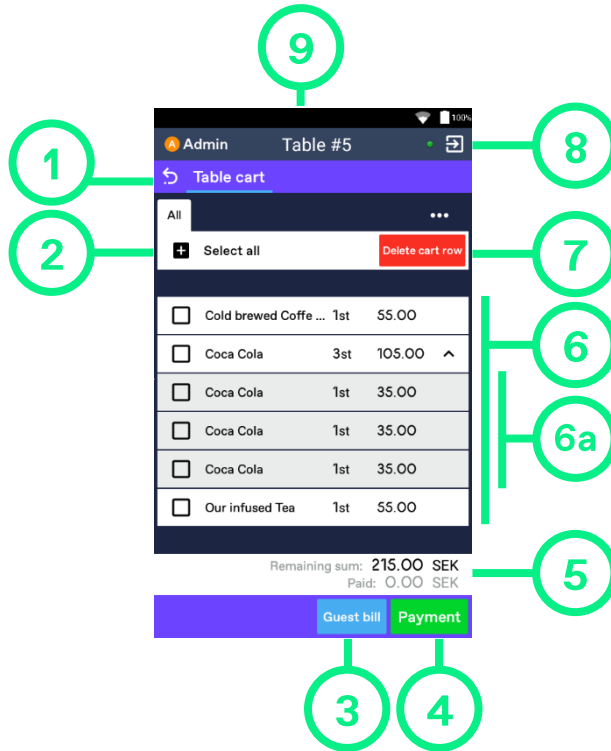 9
100%
A Admin Table #5
8
1
Table cart
All
2
Select all Delete cart row
7
Cold brewed Coffe ... 1st 55.00
6
Coca Cola 3st 105.00
Coca Cola 1st 35.00
Coca Cola 1st 35.00
6a
Coca Cola 1st 35.00
Our infused Tea 1st 55.00
Remaining sum: 215.00 SEK
5
Paid: 0.00 SEK
Guest bill Payment
3 4